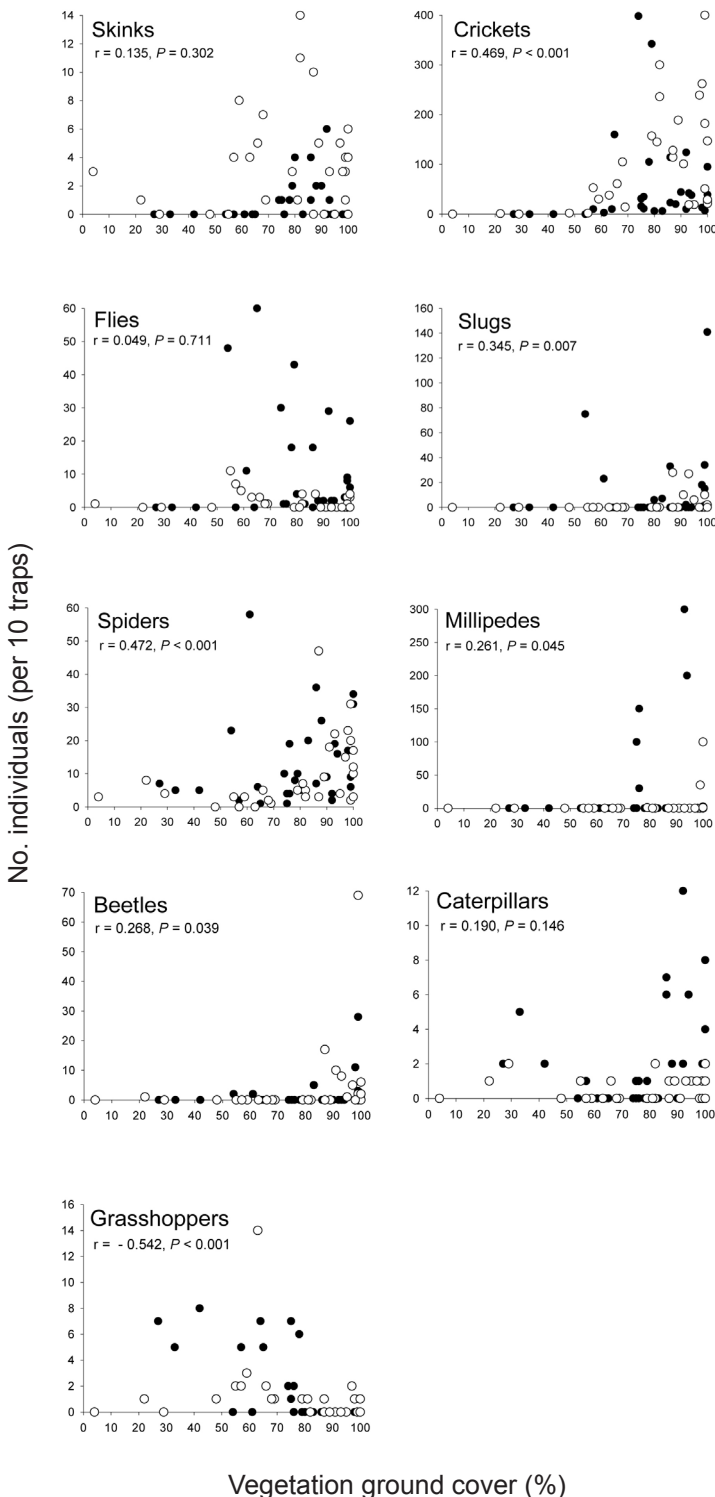 Skinks
r = 0.135, P = 0.302
14
12
10
8
6
4
2
0
0 10 20 30 40 50 60 70 80 90 100
Crickets
r = 0.469, P < 0.001
400
300
200
100
0
0 10 20 30 40 50 60 70 80 90 100
Flies
r = 0.049, P = 0.711
60
50
40
30
20
10
0
0 10 20 30 40 50 60 70 80 90 100
Slugs
r = 0.345, P = 0.007
160
140
120
100
80
60
40
20
0
0 10 20 30 40 50 60 70 80 90 100
Spiders
r = 0.472, P < 0.001
60
50
40
30
20
10
0
0 10 20 30 40 50 60 70 80 90 100
Millipedes
r = 0.261, P = 0.045
300
250
200
150
100
50
0
0 10 20 30 40 50 60 70 80 90 100
Beetles
r = 0.268, P = 0.039
70
60
50
40
30
20
10
0
0 10 20 30 40 50 60 70 80 90 100
Caterpillars
r = 0.190, P = 0.146
12
10
8
6
4
2
0
0 10 20 30 40 50 60 70 80 90 100
Grasshoppers
r = - 0.542, P < 0.001
16
14
12
10
8
6
4
2
0
0 10 20 30 40 50 60 70 80 90 100
No. individuals (per 10 traps)
Vegetation ground cover (%)